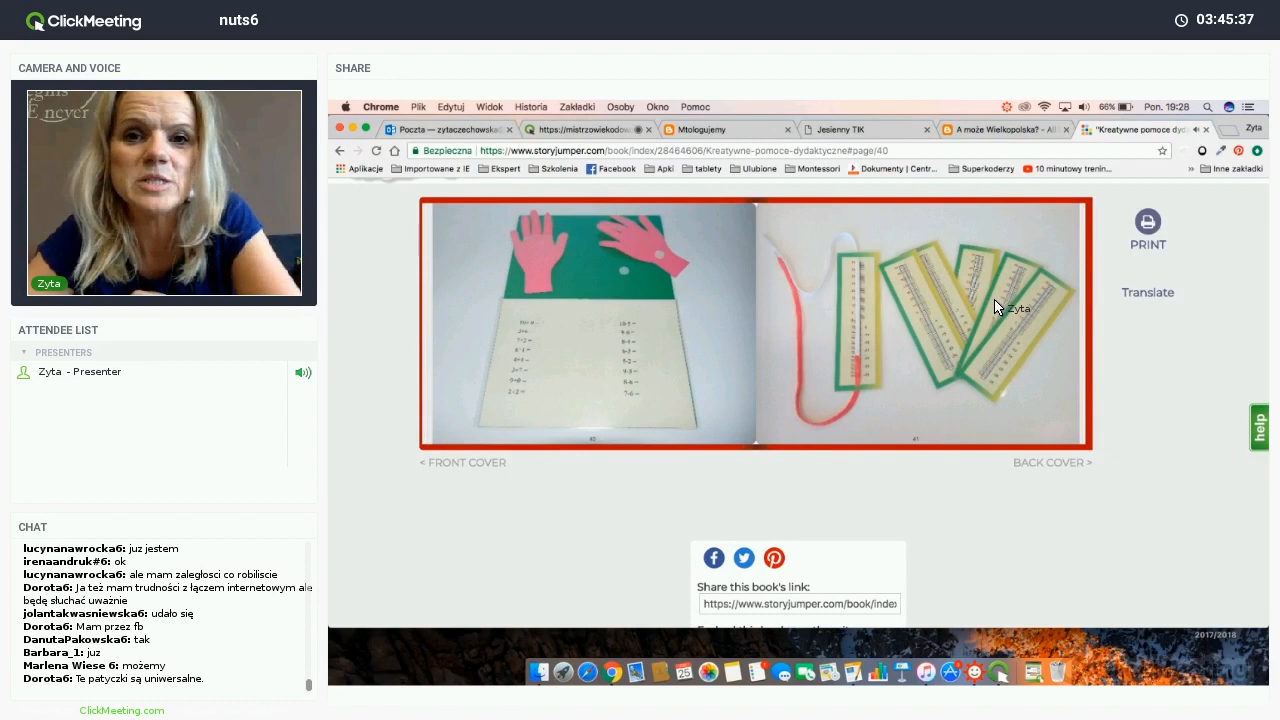 ClickMeeting
nuts6
03:45:37
CAMERA AND VOICE
Zyta
ATTENDEE LIST
PRESENTERS
Zyta - Presenter
CHAT
lucynanawrocka6: juz jestem
irenaandruk#6: ok
lucynanawrocka6: ale mam zaległosci co robiliscie
Dorota6: Ja też mam trudności z łączem internetowym ale
będę słuchać uważnie
jolantakwasniewska6: udało się
Dorota6: Mam przez fb
DanutaPakowska6: tak
Barbara_1: juz
Marlena Wiese 6: możemy
Dorota6: Te patyczki są uniwersalne.
ClickMeeting.com
SHARE
Chrome Plik Edytuj Widok Historia Zakładki Osoby Okno Pomoc
66% Pon. 19:28
Poczta — zytaczechowska
https://mistrzowiekodow
Mtologujemy
Jesienny TIK
A może Wielkopolska? - All
"Kreatywne pomoce dyd
Zyta
Bezpieczna https://www.storyjumper.com/book/index/28464606/Kreatywne-pomoce-dydaktyczne#page/40
Aplikacje Importowane z IE Ekspert Szkolenia Facebook Apki tablety Ulubione Montessori Dokumenty | Centr... Superkoderzy 10 minutowy trenin... » Inne zakładki
40
41
Zyta
PRINT
Translate
< FRONT COVER
BACK COVER >
help
Share this book's link:
https://www.storyjumper.com/book/index
2017/2018
25